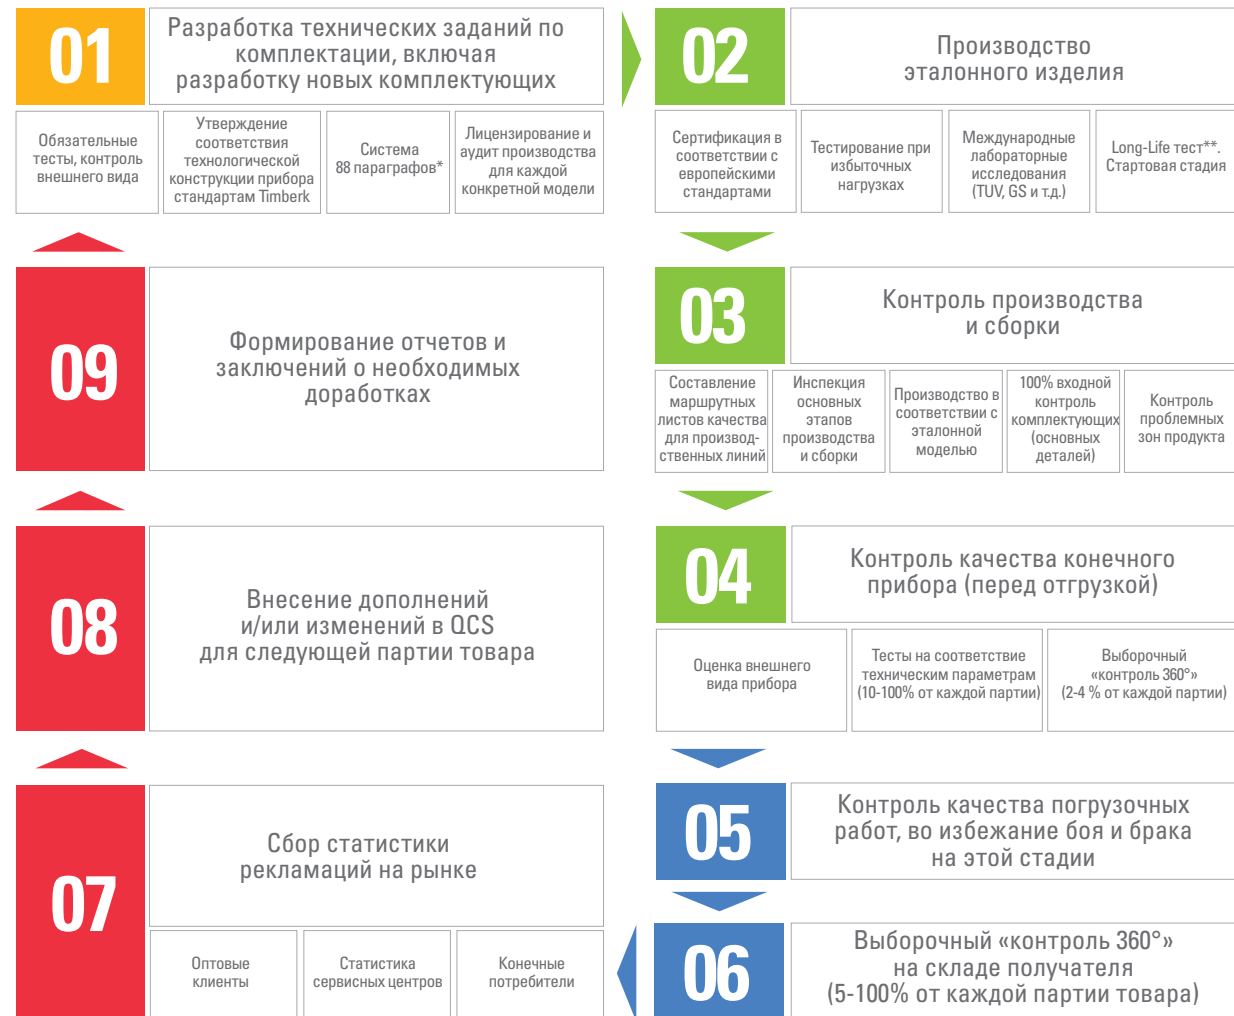 01
Разработка технических заданий по
комплектации, включая
разработку новых комплектующих
Обязательные
тесты, контроль
внешнего вида
Утверждение
соответствия
технологической
конструкции прибора
стандартам Timberk
Система
88 параграфов*
Лицензирование и
аудит производства
для каждой
конкретной модели
02
Производство
эталонного изделия
Сертификация в
соответствии с
европейскими
стандартами
Тестирование при
избыточных
нагрузках
Международные
лабораторные
исследования
(TUV, GS и т.д.)
Long-Life тест**.
Стартовая стадия
03
Контроль производства
и сборки
Составление
маршрутных
листов качества
для производ-
ственных линий
Инспекция
основных
этапов
производства
и сборки
Производство в
соответствии с
эталонной
моделью
100% входной
контроль
комплектующих
(основных
деталей)
Контроль
проблемных
зон продукта
04
Контроль качества конечного
прибора (перед отгрузкой)
Оценка внешнего
вида прибора
Тесты на соответствие
техническим параметрам
(10-100% от каждой партии)
Выборочный
«контроль 360°»
(2-4 % от каждой партии)
05
Контроль качества погрузочных
работ, во избежание боя и брака
на этой стадии
06
Выборочный «контроль 360°»
на складе получателя
(5-100% от каждой партии товара)
07
Сбор статистики
рекламаций на рынке
Оптовые
клиенты
Статистика
сервисных центров
Конечные
потребители
08
Внесение дополнений
и/или изменений в QCS
для следующей партии товара
09
Формирование отчетов и
заключений о необходимых
доработках